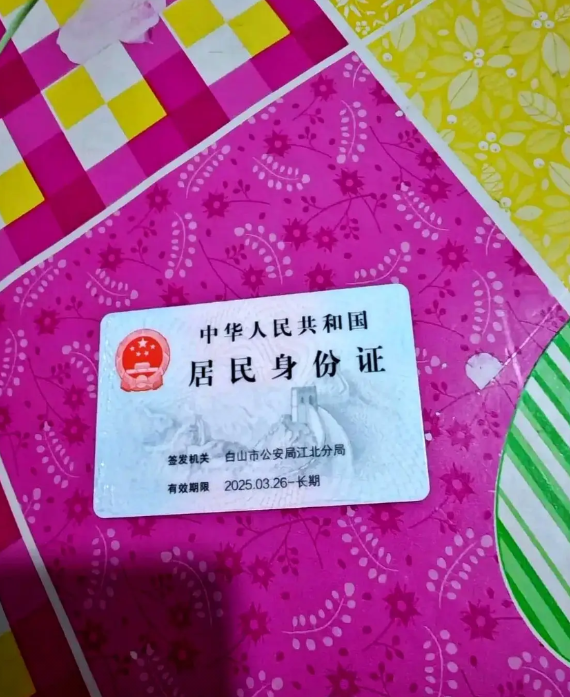 中华人民共和国
居民身份证
签发机关 白山市公安局江北分局
有效期限 2025.03.26-长期